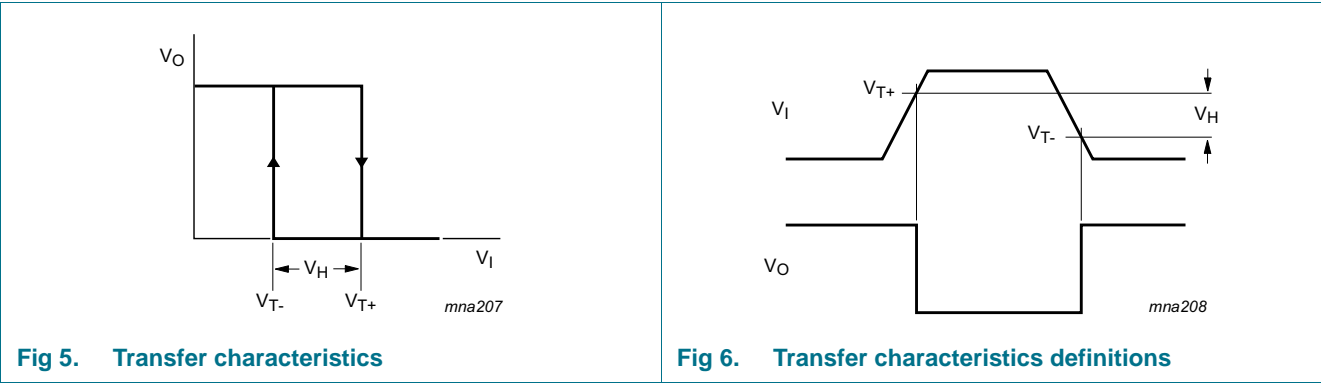 VO
VI
VH
VT-
VT+
mna207
Fig 5. Transfer characteristics
VT+
VI
VH
VT-
VO
mna208
Fig 6. Transfer characteristics definitions